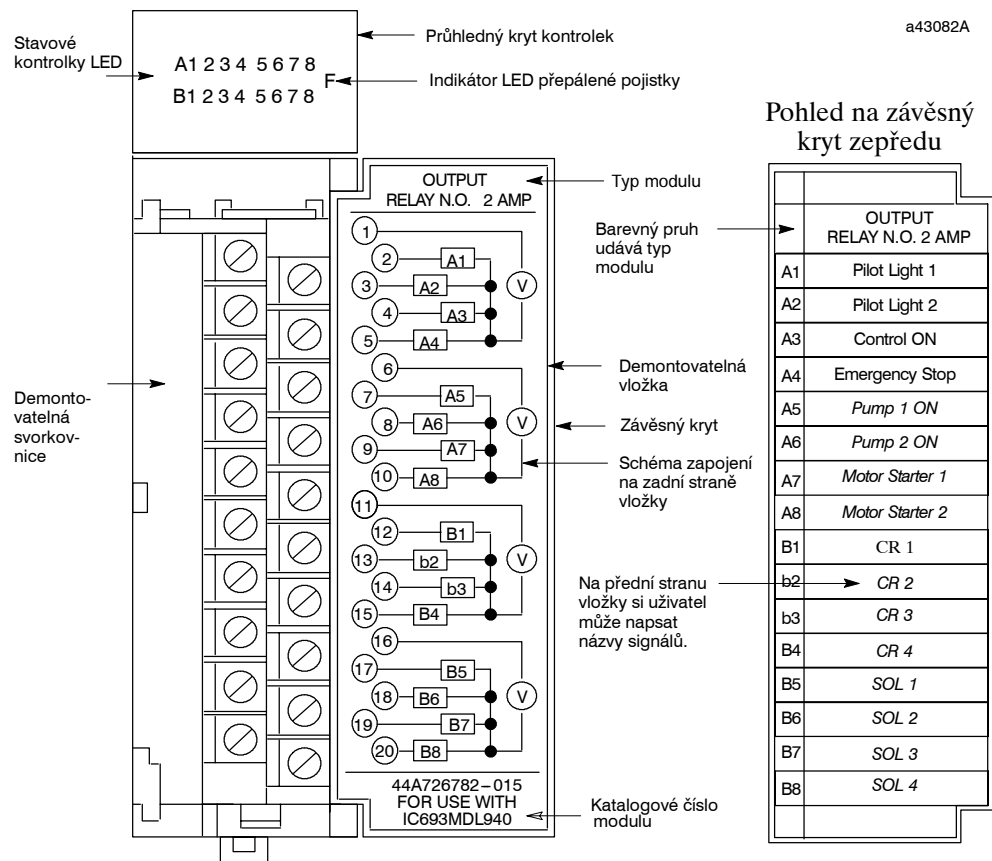 a43082A
Stavové
kontrolky LED
A1 2 3 4 5 6 7 8
B1 2 3 4 5 6 7 8
F
Průhledný kryt kontrolek
Indikátor LED přepálené pojistky
OUTPUT
RELAY N.O. 2 AMP
1
2 A1
3 A2
4 A3
5 A4
V
6
7 A5
8 A6
9 A7
10 A8
V
11
12 B1
13 b2
14 b3
15 B4
V
16
17 B5
18 B6
19 B7
20 B8
V
44A726782–015
FOR USE WITH
IC693MDL940
Demonto-
vatelná
svorkov-
nice
Typ modulu
Demontovatelná
vložka
Závěsný kryt
Schéma zapojení
na zadní straně
vložky
Katalogové číslo
modulu
Barevný pruh
udává typ
modulu
Na přední stranu
vložky si uživatel
může napsat
názvy signálů.
Pohled na závěsný
kryt zepředu
OUTPUT
RELAY N.O. 2 AMP
A1 Pilot Light 1
A2 Pilot Light 2
A3 Control ON
A4 Emergency Stop
A5 Pump 1 ON
A6 Pump 2 ON
A7 Motor Starter 1
A8 Motor Starter 2
B1 CR 1
b2 CR 2
b3 CR 3
B4 CR 4
B5 SOL 1
B6 SOL 2
B7 SOL 3
B8 SOL 4